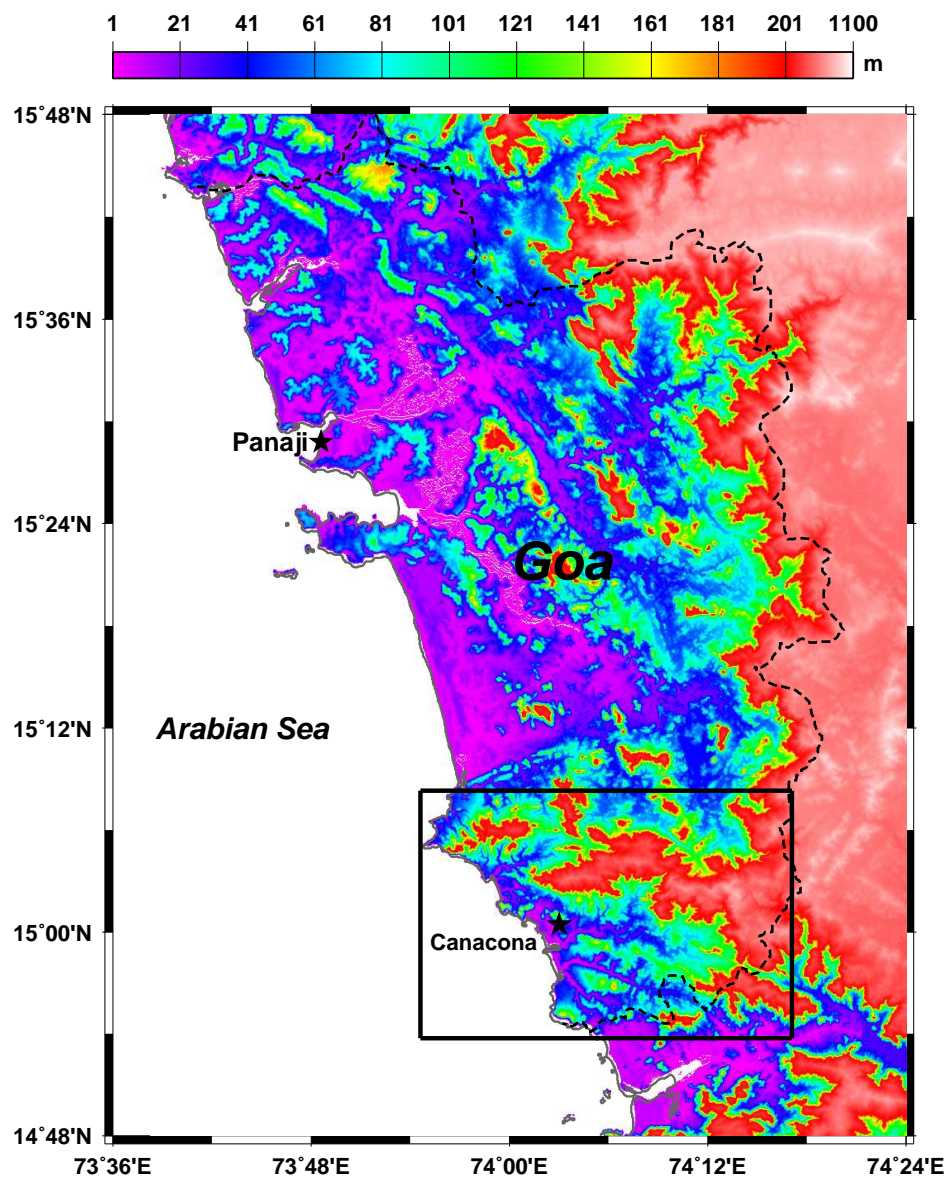 1 21 41 61 81 101 121 141 161 181 201 1100
m
15˚48'N
15˚36'N
Panaji
15˚24'N
Goa
15˚12'N
Arabian Sea
15˚00'N
Canacona
14˚48'N
73˚36'E 73˚48'E 74˚00'E 74˚12'E 74˚24'E